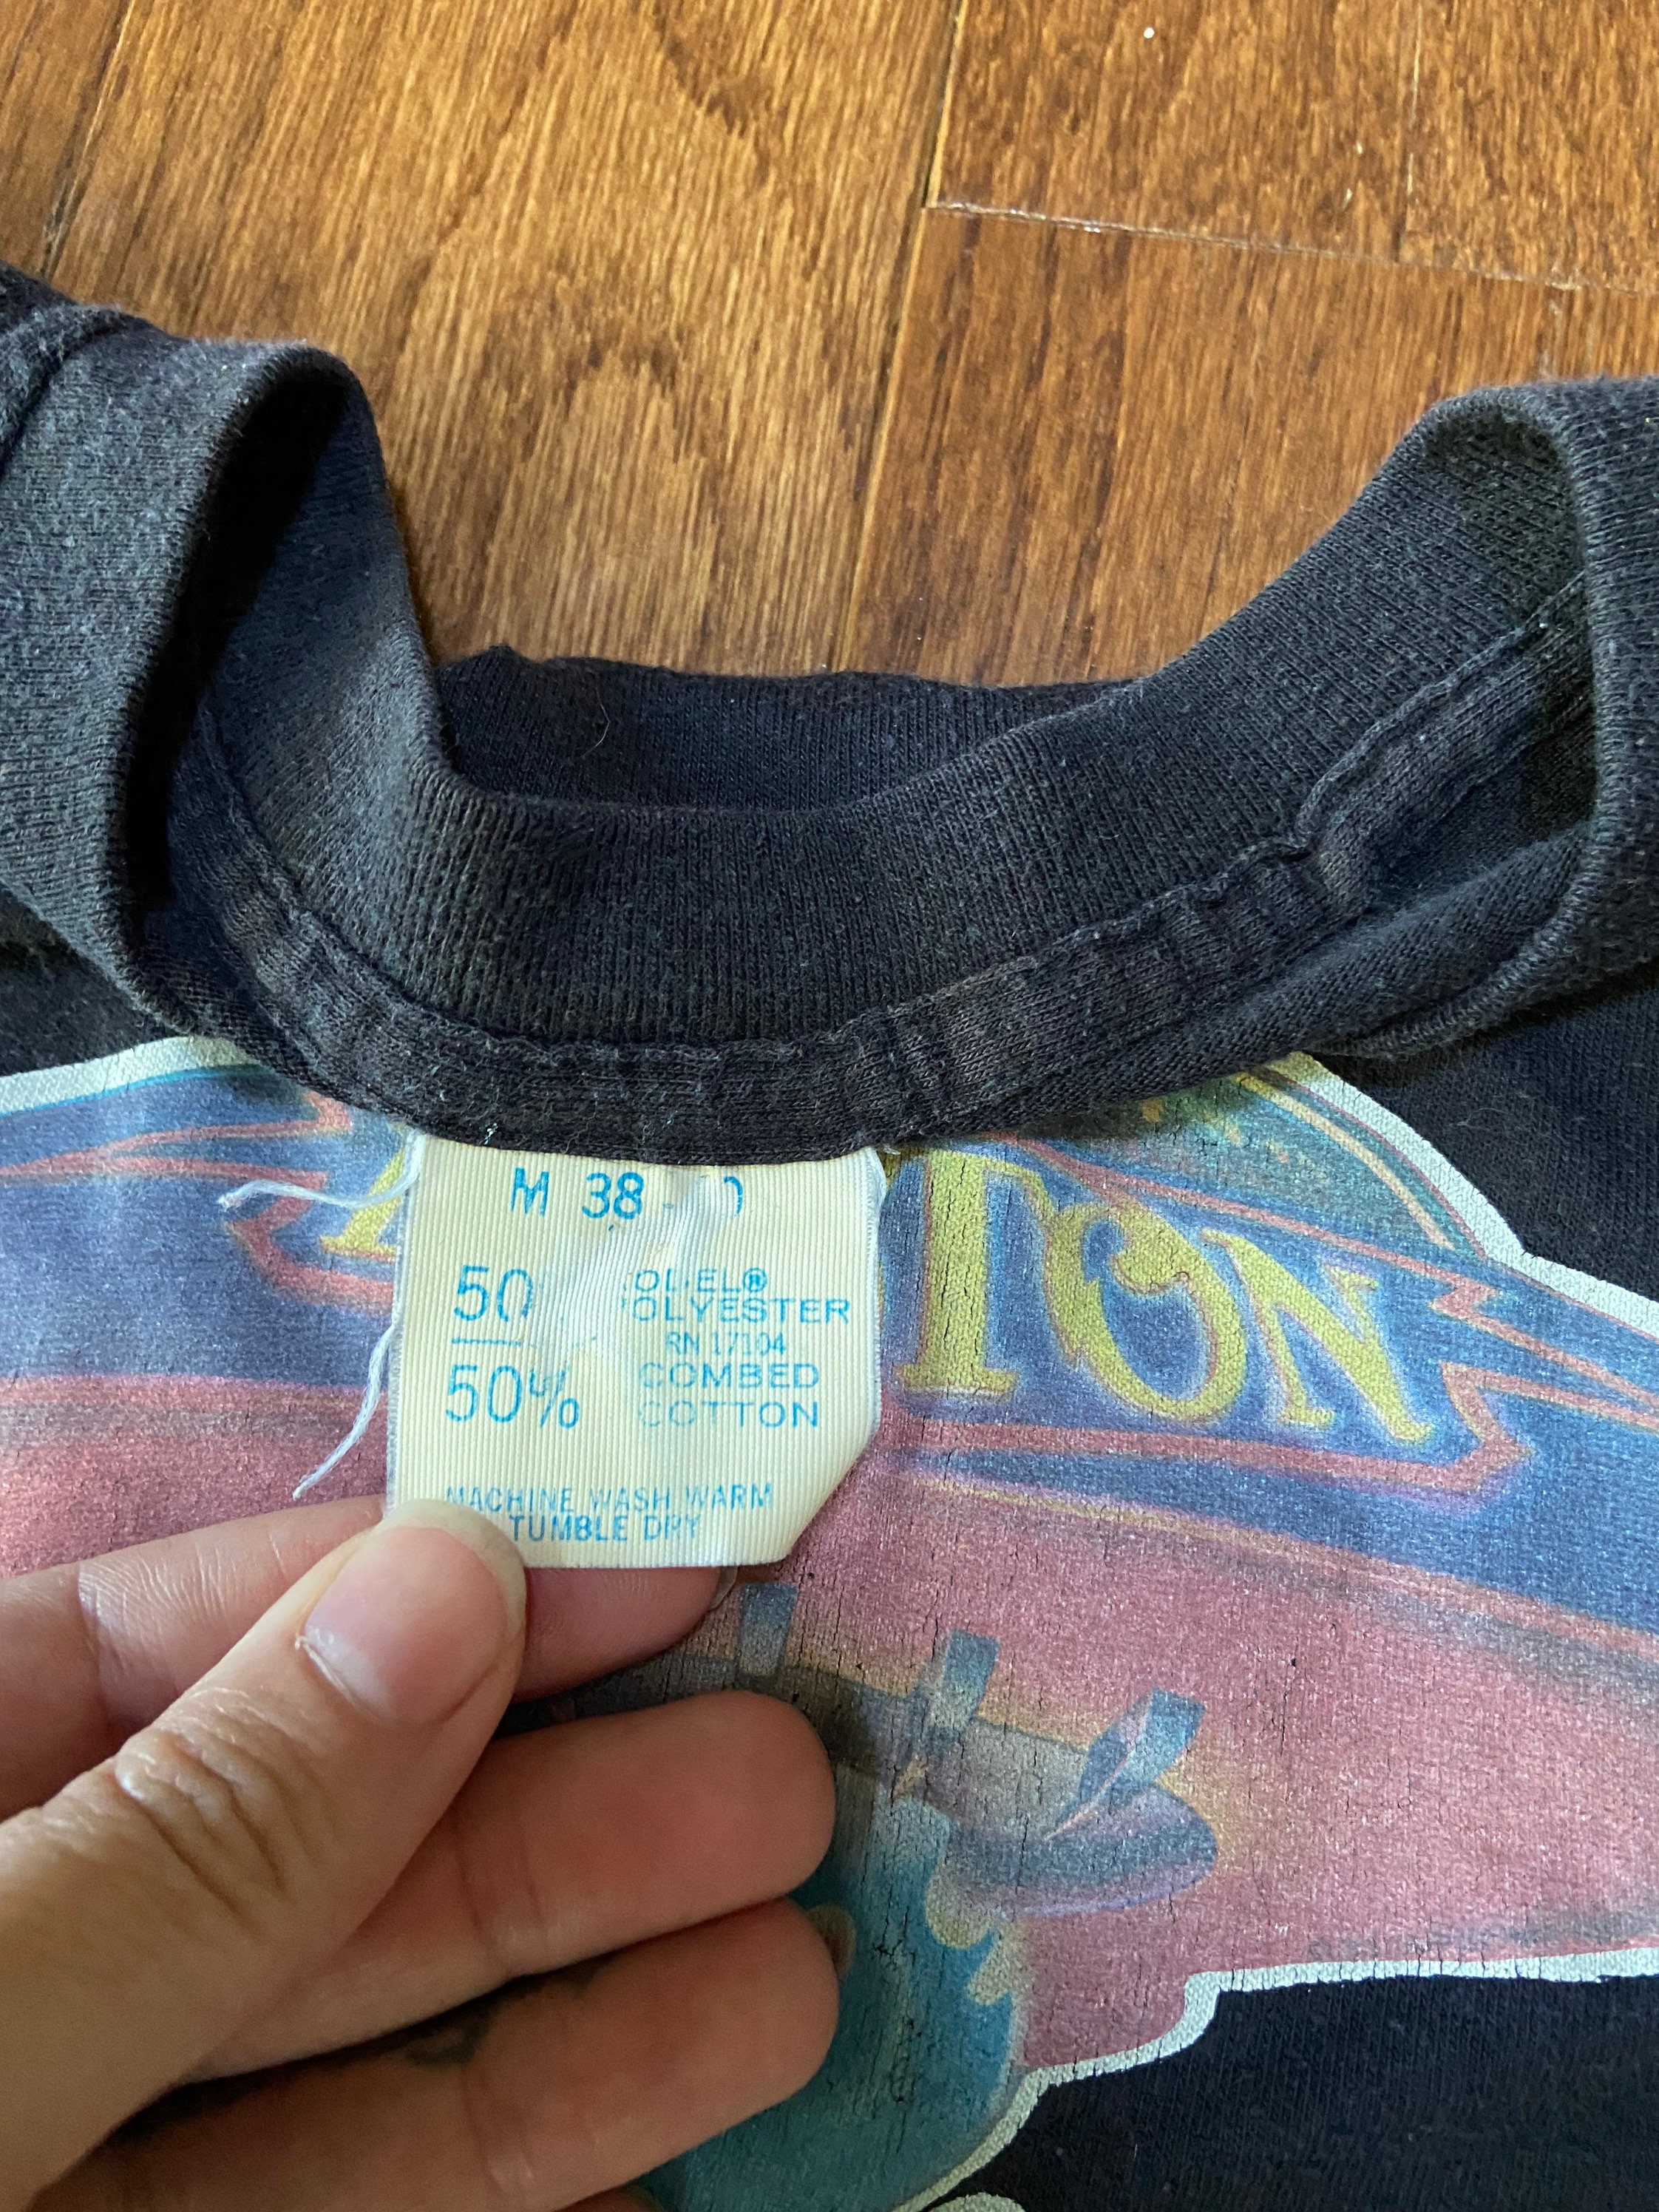 M 38
50
POLYESTER
RN 17104
50% COMBED
COTTON
MACHINE WASH WARM
TUMBLE DRY
TON